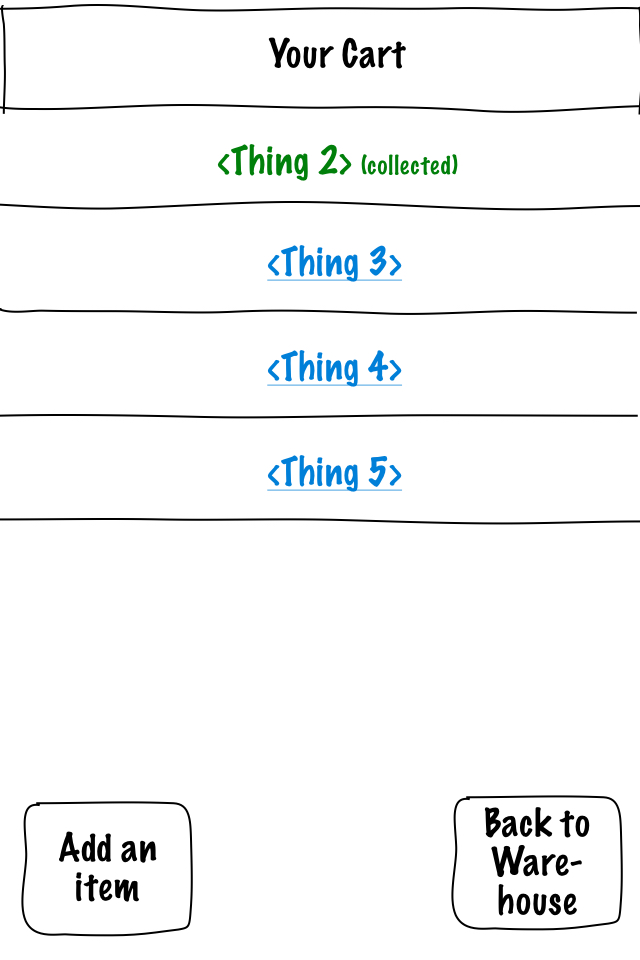 Your Cart
<Thing 2> (collected)
<Thing 3>
<Thing 4>
<Thing 5>
Add an
item
Back to
Ware-
house